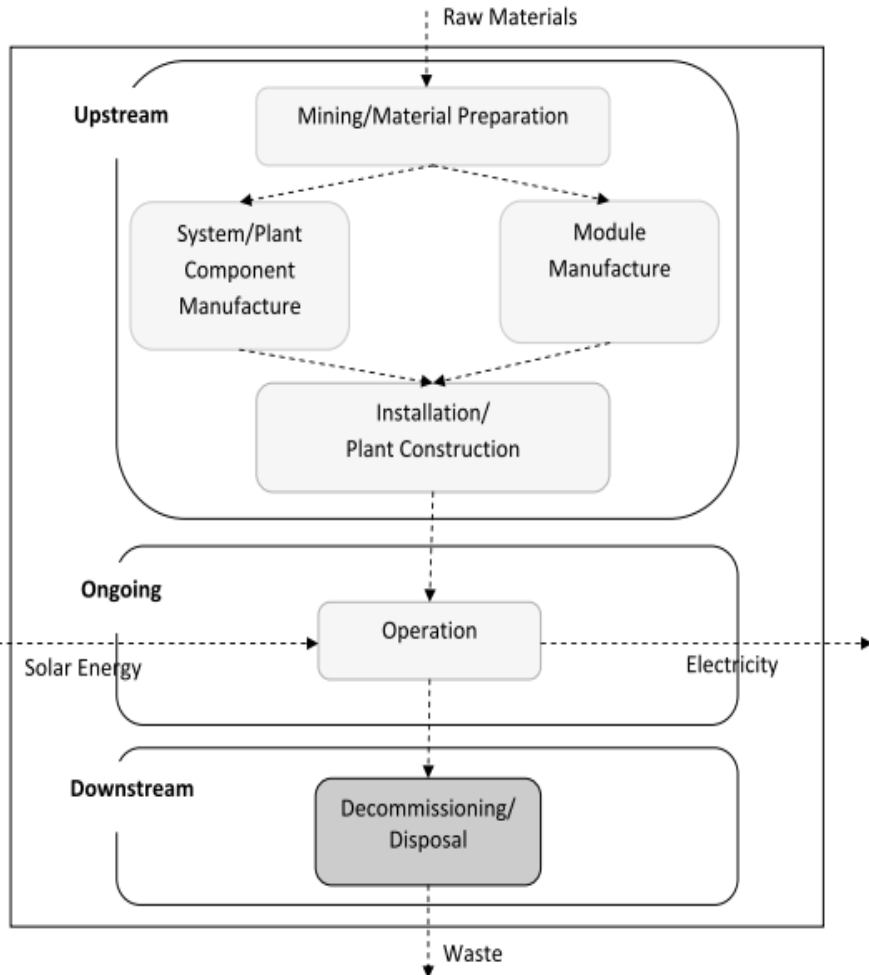 Raw Materials
Upstream
Mining/Material Preparation
System/Plant
Component
Manufacture
Module
Manufacture
Installation/
Plant Construction
Ongoing
Operation
Solar Energy
Electricity
Downstream
Decommissioning/
Disposal
Waste